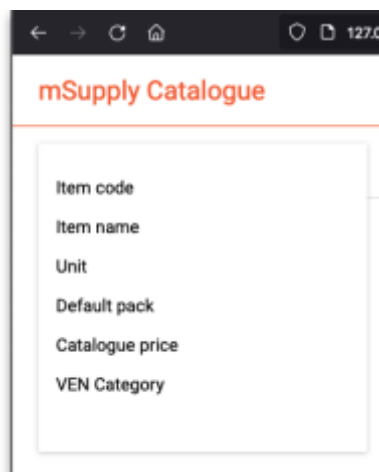 127.0
mSupply Catalogue
Item code
Item name
Unit
Default pack
Catalogue price
VEN Category